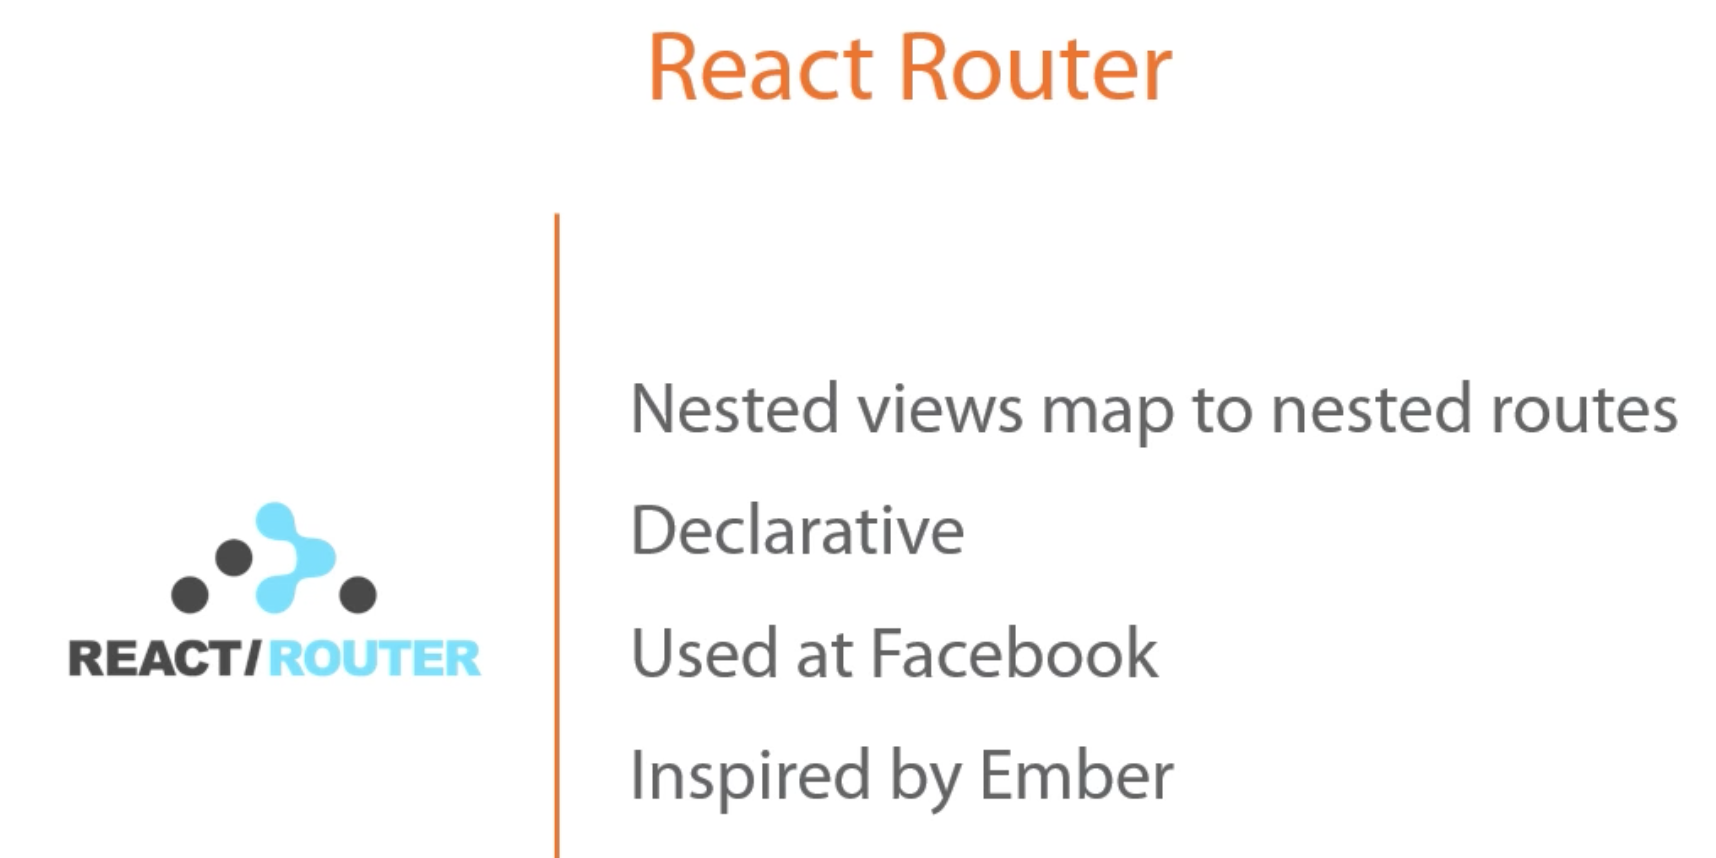 React Router
REACT/ROUTER
Nested views map to nested routes
Declarative
Used at Facebook
Inspired by Ember